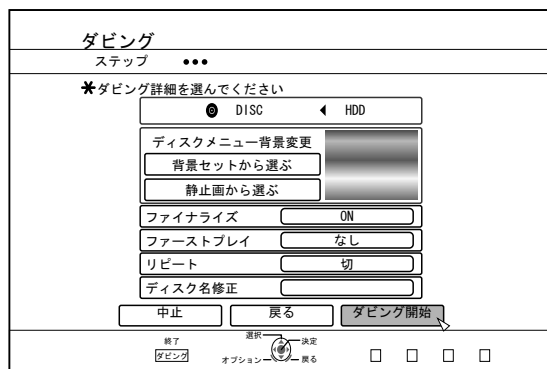 ダビング
ステップ ●●●
*ダビング詳細を選んでください
DISC ◀ HDD
ディスクメニュー背景変更
背景セットから選ぶ
静止画から選ぶ
ファイナライズ ON
ファーストプレイ なし
リピート 切
ディスク名修正
中止 戻る ダビング開始
終了
ダビング
選択 決定
オプション 戻る